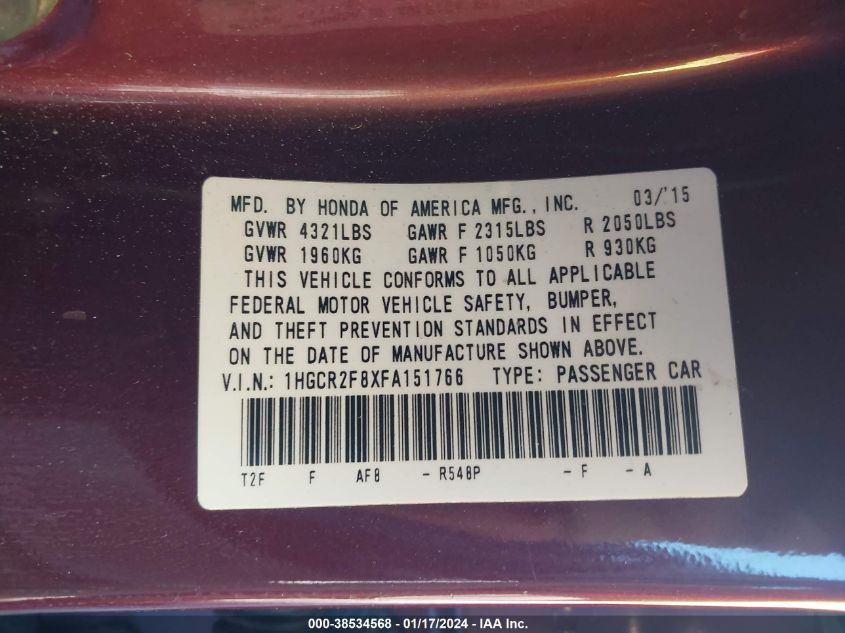 MFD. BY HONDA OF AMERICA MFG., INC. 03/'15
GVWR 4321LBS GAWR F 2315LBS R 2050LBS
GVWR 1960KG GAWR F 1050KG R 930KG
THIS VEHICLE CONFORMS TO ALL APPLICABLE
FEDERAL MOTOR VEHICLE SAFETY, BUMPER,
AND THEFT PREVENTION STANDARDS IN EFFECT
ON THE DATE OF MANUFACTURE SHOWN ABOVE.
V.I.N.: 1HGCR2F8XFA151766 TYPE: PASSENGER CAR
T2F F AF8 - R548P - F - A
000-38534568 - 01/17/2024 - IAA Inc.